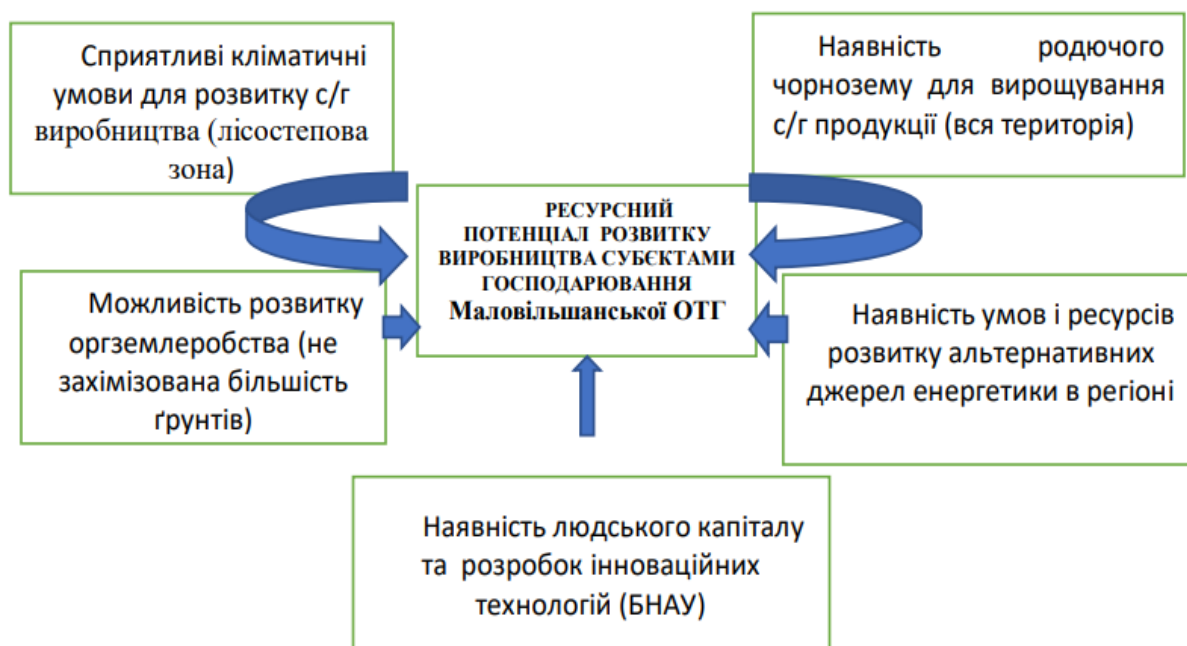 Сприятливі кліматичні
умови для розвитку с/г
виробництва (лісостепова
зона)
Наявність родючого
чорнозему для вирощування
с/г продукції (вся територія)
РЕСУРСНИЙ
ПОТЕНЦІАЛ РОЗВИТКУ
ВИРОБНИЦТВА СУБЄКТАМИ
ГОСПОДАРЮВАННЯ
Маловільшанської ОТГ
Можливість розвитку
оргземлеробства (не
захімізована більшість
ґрунтів)
Наявність умов і ресурсів
розвитку альтернативних
джерел енергетики в регіоні
Наявність людського капіталу
та розробок інноваційних
технологій (БНАУ)